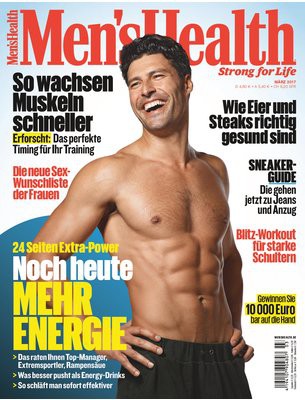 Men'sHealth
Men'sHealth
Strong for Life
MÄRZ 2017
So wachsen
Muskeln
schneller
Erforscht: Das perfekte
Timing für Ihr Training
Die neue Sex-
Wunschliste
der Frauen
Wie Eier und
Steaks richtig
gesund sind
SNEAKER-
GUIDE
Die gehen
jetzt zu Jeans
und Anzug
Blitz-Workout
für starke
Schultern
24 Seiten Extra-Power
Noch heute
MEHR
ENERGIE
> Das raten Ihnen Top-Manager,
Extremsportler, Rampensäue
> Was besser pusht als Energy-Drinks
> So schläft man sofort effektiver
Gewinnen Sie
10 000 Euro
bar auf die Hand